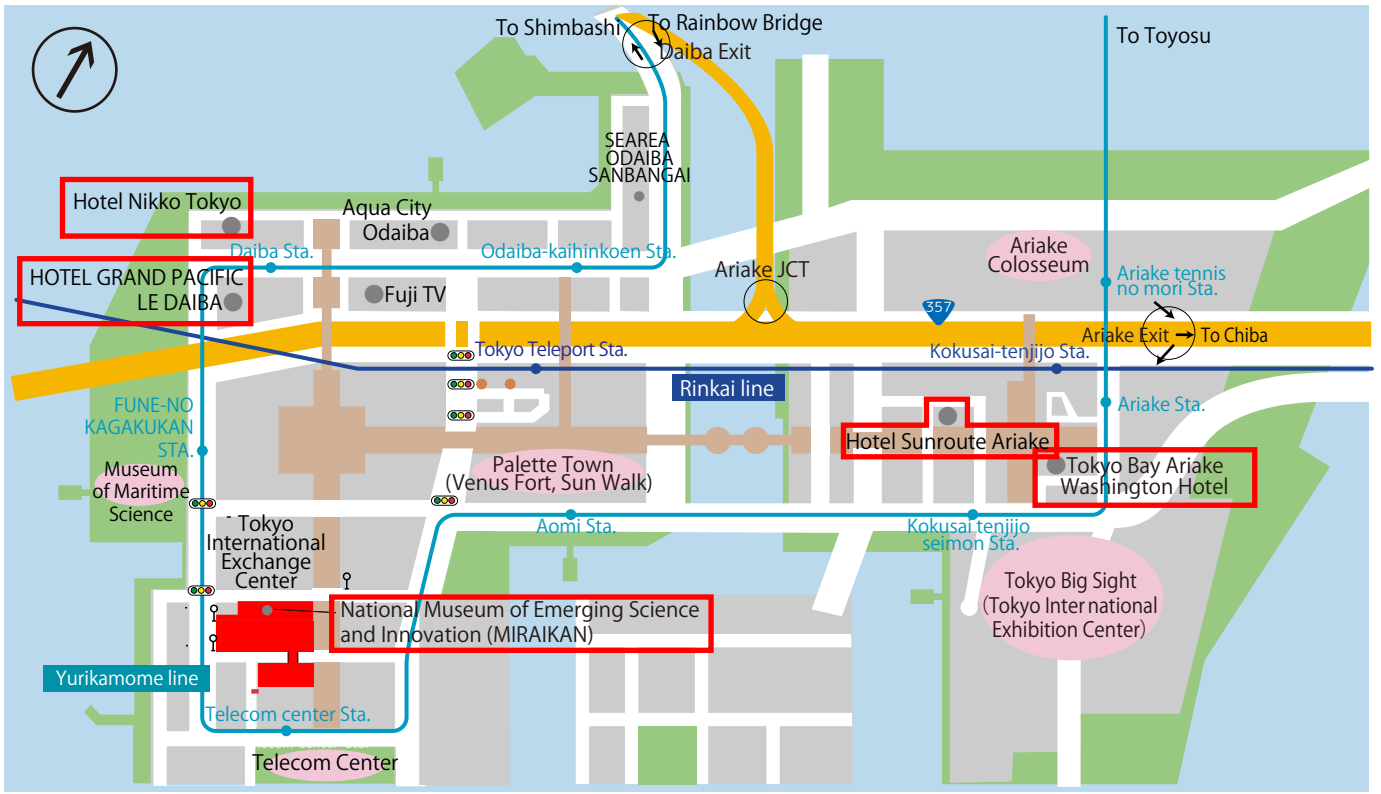 To Shimbashi
To Rainbow Bridge
Daiba Exit
To Toyosu
SEAREA
ODAIBA
SANBANGAI
Hotel Nikko Tokyo
Aqua City
Odaiba
Daiba Sta.
Odaiba-kaihinkoen Sta.
Ariake
Colosseum
Ariake JCT
Ariake tennis
no mori Sta.
HOTEL GRAND PACIFIC
LE DAIBA
Fuji TV
357
Ariake Exit
To Chiba
Tokyo Teleport Sta.
Kokusai-tenjijo Sta.
Rinkai line
FUNE-NO
KAGAKUKAN
STA.
Ariake Sta.
Hotel Sunroute Ariake
Museum
of Maritime
Science
Palette Town
(Venus Fort, Sun Walk)
Tokyo Bay Ariake
Washington Hotel
Tokyo
International
Exchange
Center
Aomi Sta.
Kokusai tenjijo
seimon Sta.
Tokyo Big Sight
(Tokyo International
Exhibition Center)
National Museum of Emerging Science
and Innovation (MIRAIKAN)
Yurikamome line
Telecom center Sta.
Telecom Center